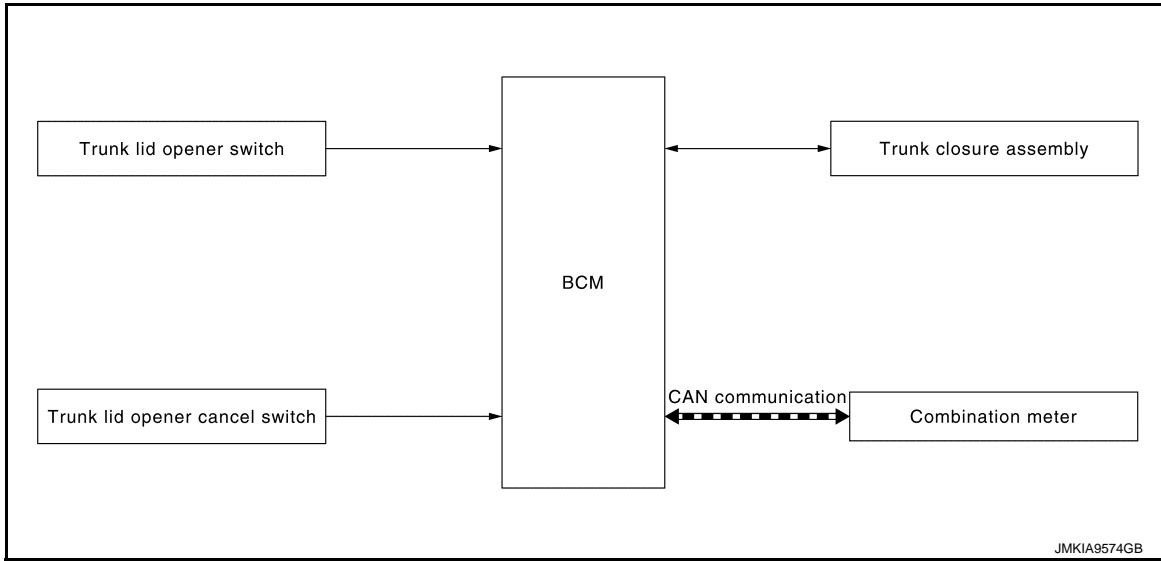 Trunk lid opener switch
Trunk closure assembly
BCM
CAN communication
Trunk lid opener cancel switch
Combination meter
JMKIA9574GB